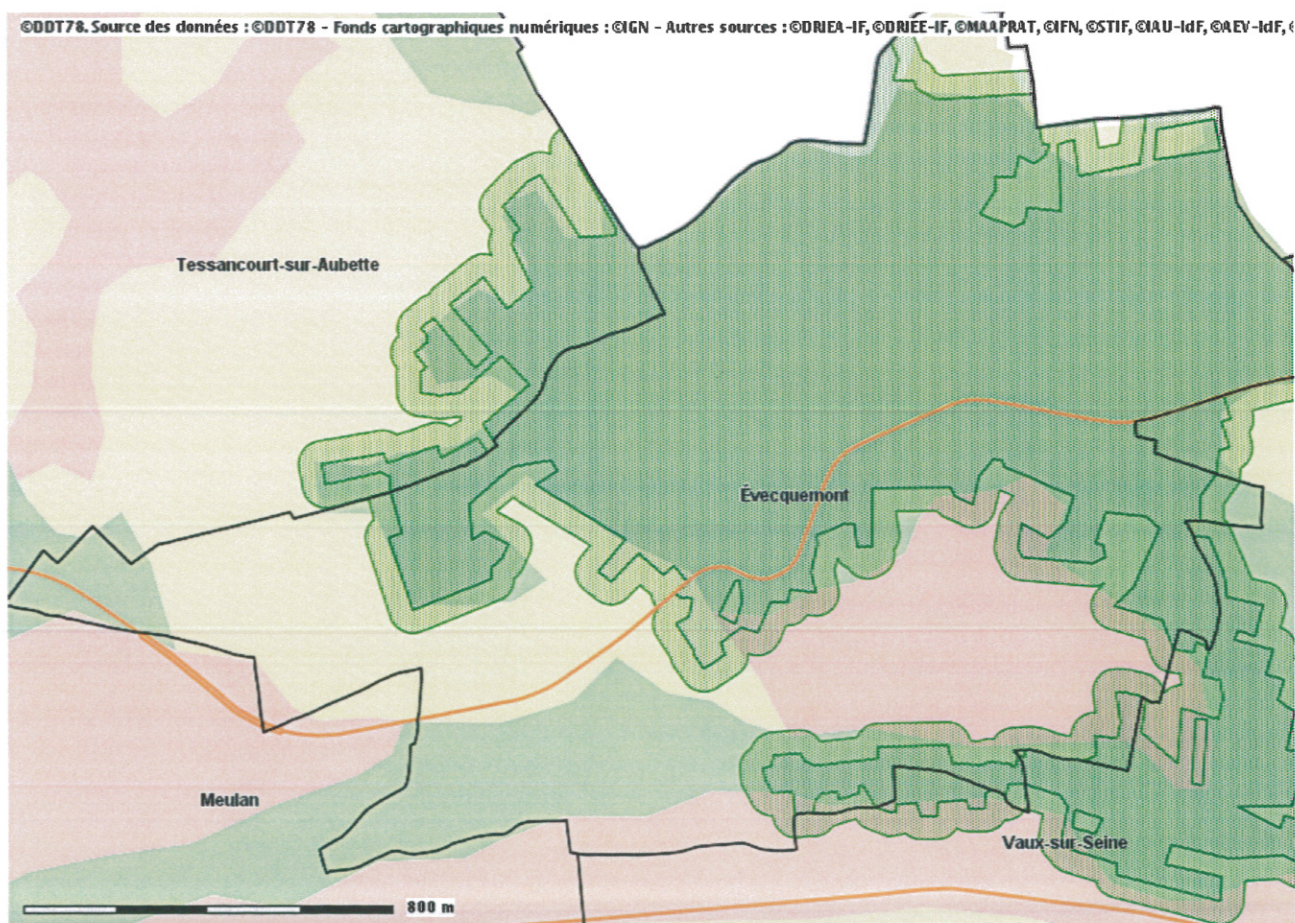 ©DDT78. Source des données : ©DDT78 - Fonds cartographiques numériques : ©IGN - Autres sources : ©DRIEA-IF, ©DRIEE-IF, ©MAAPRAT, ©IFN, ©STIF, ©IAU-IdF, ©AEV-IdF,
Tessancourt-sur-Aubette
Évecquemont
Meulan
Vaux-sur-Seine
800 m